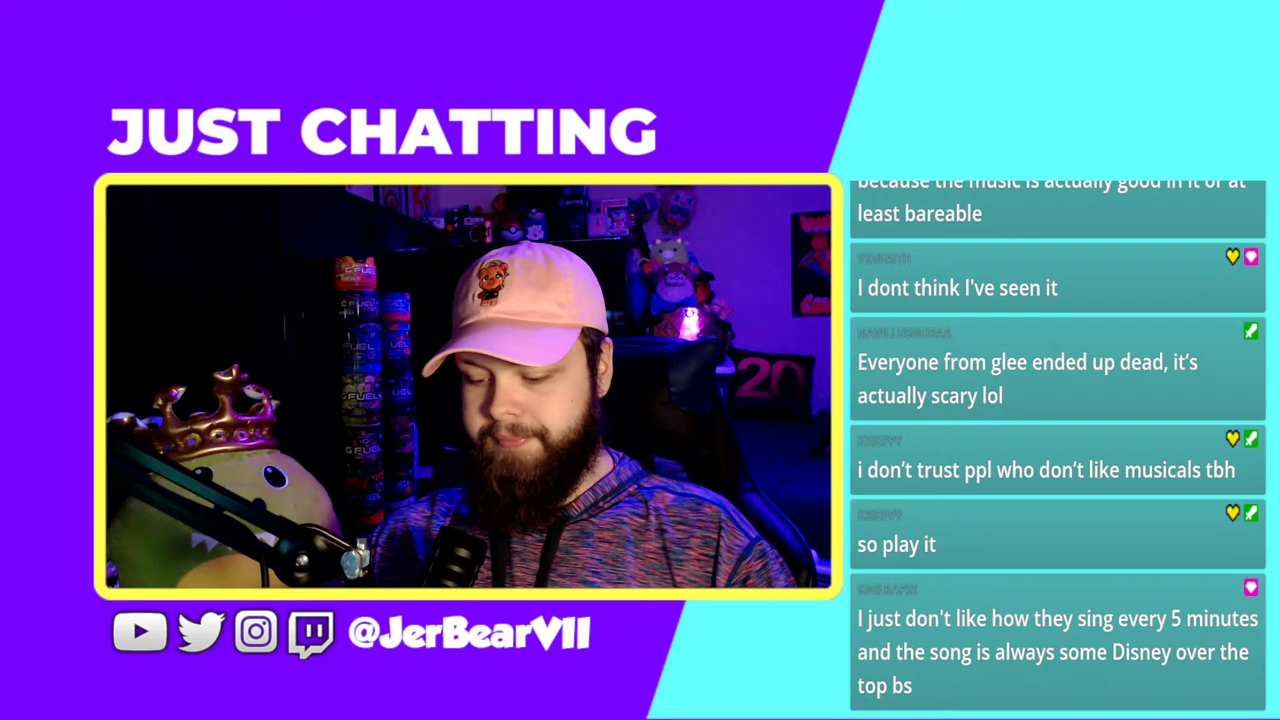 JUST CHATTING
because the music is actually good in it or at
least bareable
I dont think I've seen it
Everyone from glee ended up dead, it’s
actually scary lol
i don’t trust ppl who don’t like musicals tbh
so play it
I just don't like how they sing every 5 minutes
and the song is always some Disney over the
top bs
G FUEL
G FUEL
20
@JerBearVII